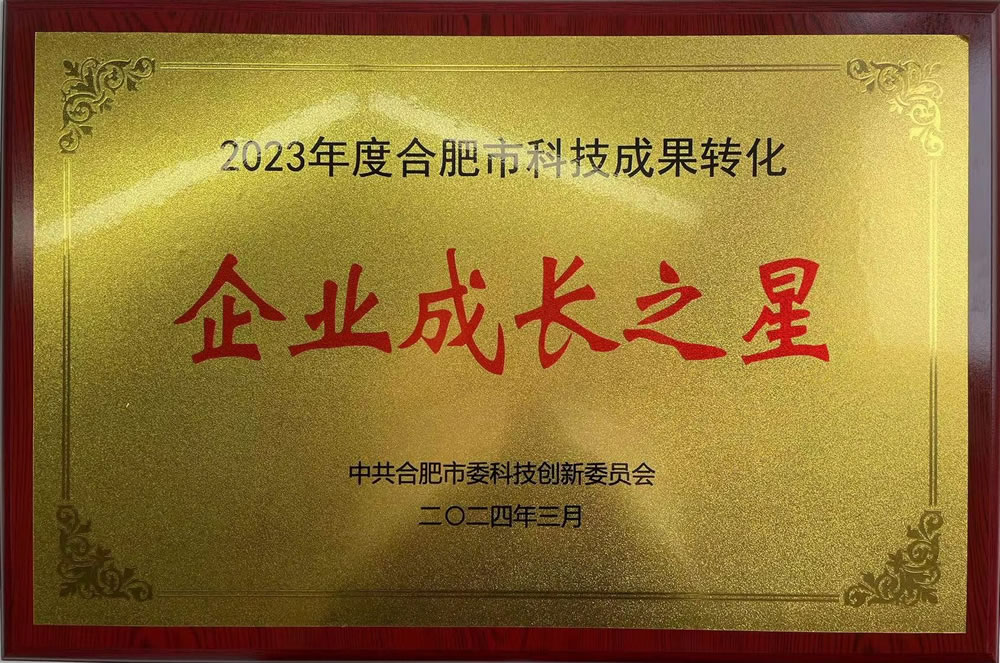 2023年度合肥市科技成果转化
企业成长之星
中共合肥市委科技创新委员会
二〇二四年三月